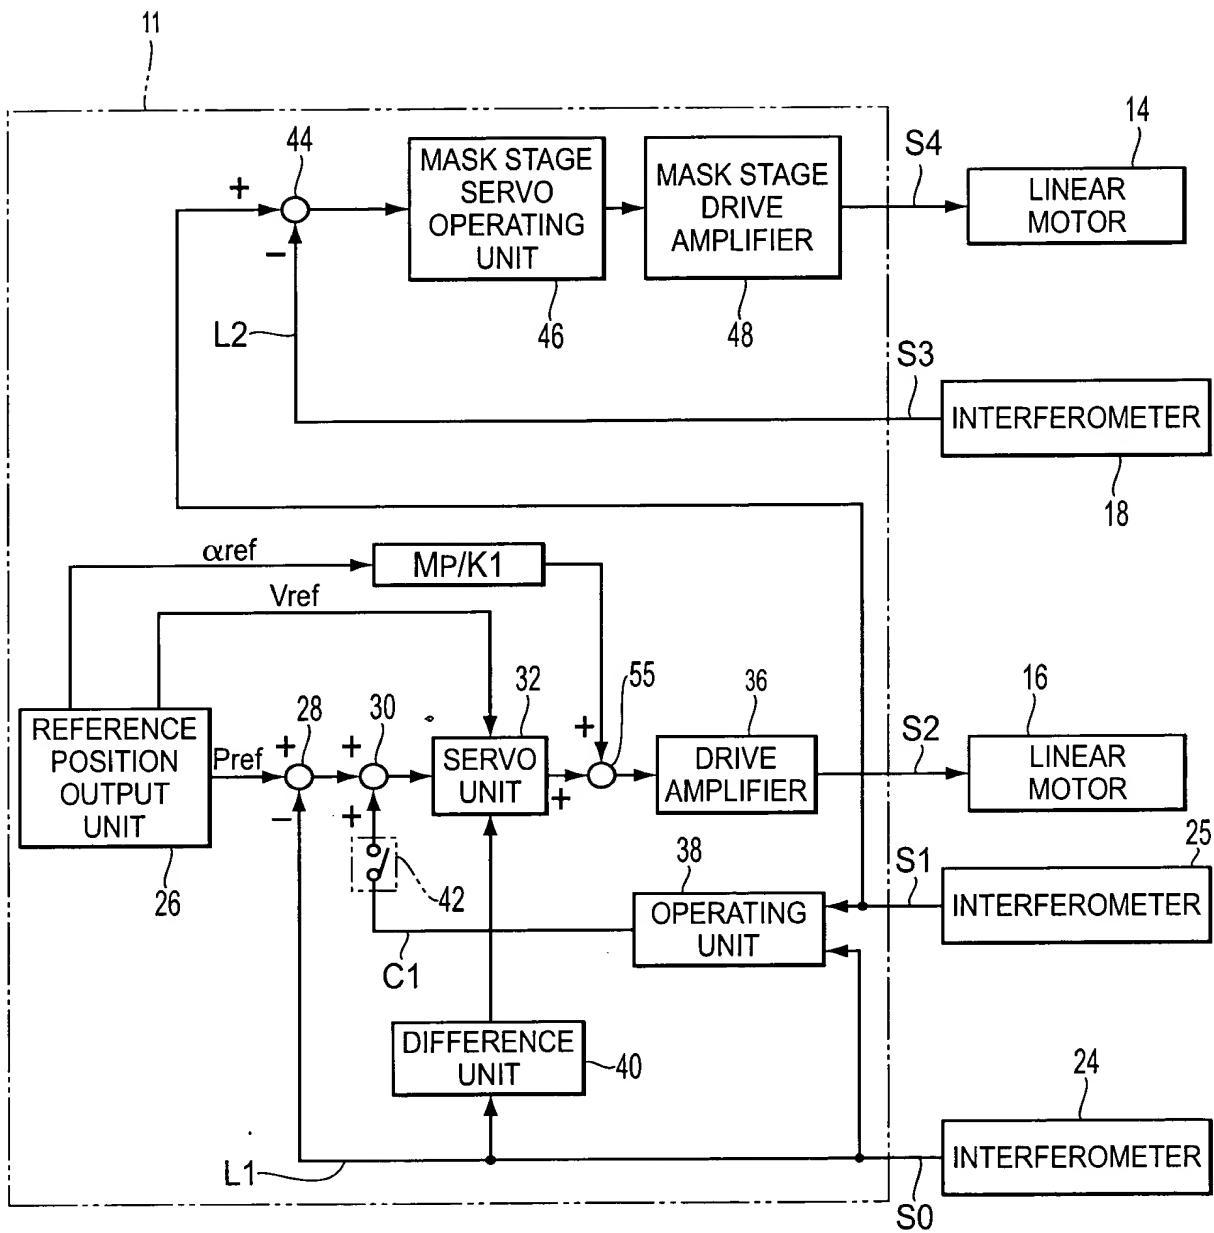 11
44
MASK STAGE
SERVO
OPERATING
UNIT
MASK STAGE
DRIVE
AMPLIFIER
S4
14
LINEAR
MOTOR
+
−
L2
46
48
S3
INTERFEROMETER
18
αref
MP/K1
Vref
REFERENCE
POSITION
OUTPUT
UNIT
26
Pref
+
−
28
+
+
30
32
SERVO
UNIT
+
+
55
36
DRIVE
AMPLIFIER
S2
16
LINEAR
MOTOR
42
C1
38
OPERATING
UNIT
S1
25
INTERFEROMETER
DIFFERENCE
UNIT
40
L1
24
INTERFEROMETER
S0